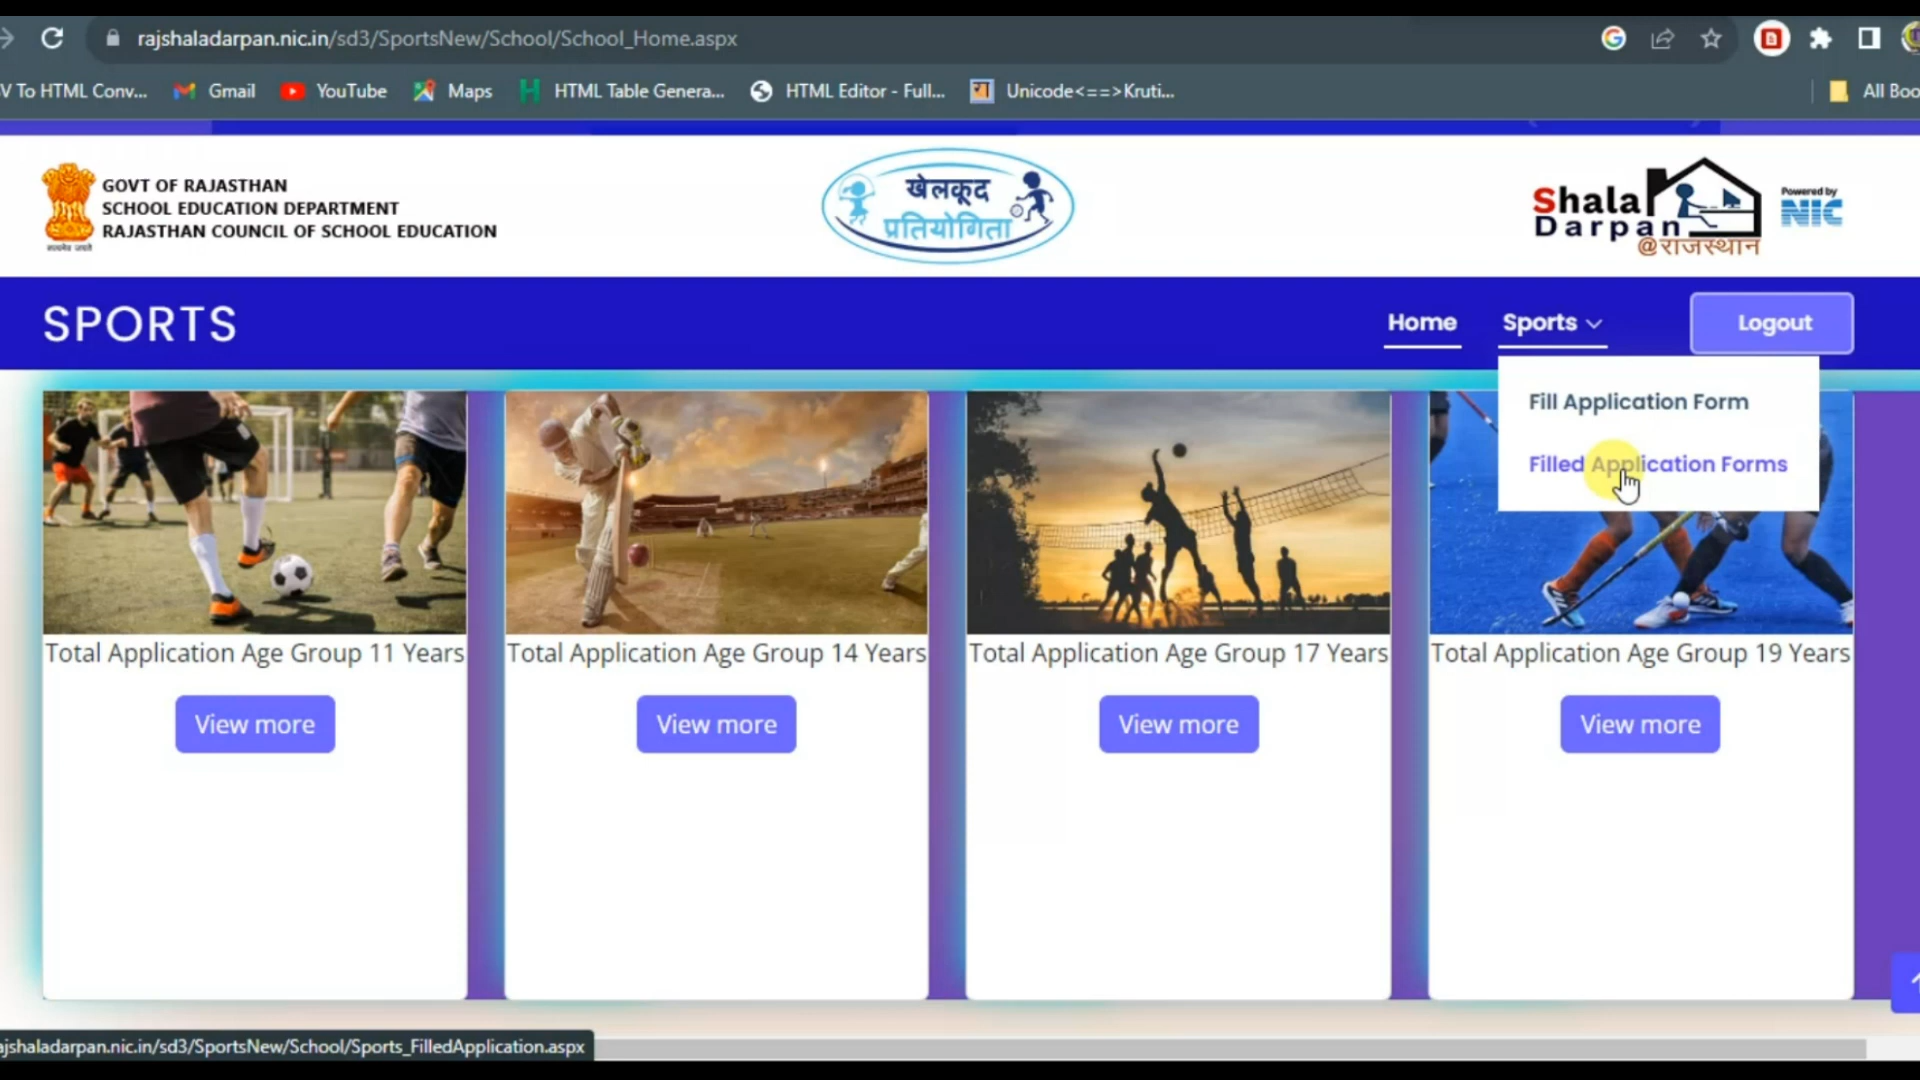 rajshaladarpan.nic.in/sd3/SportsNew/School/School_Home.aspx
V To HTML Conv... Gmail YouTube Maps HTML Table Genera... HTML Editor - Full... Unicode<==>Kruti... All Boo
GOVT OF RAJASTHAN
SCHOOL EDUCATION DEPARTMENT
RAJASTHAN COUNCIL OF SCHOOL EDUCATION
सत्यमेव जयते
खेलकूद
प्रतियोगिता
Shala
Darpan
@राजस्थान
Powered by
NIC
SPORTS
Home Sports Logout
Fill Application Form
Filled Application Forms
Total Application Age Group 11 Years
View more
Total Application Age Group 14 Years
View more
Total Application Age Group 17 Years
View more
Total Application Age Group 19 Years
View more
ajshaladarpan.nic.in/sd3/SportsNew/School/Sports_FilledApplication.aspx